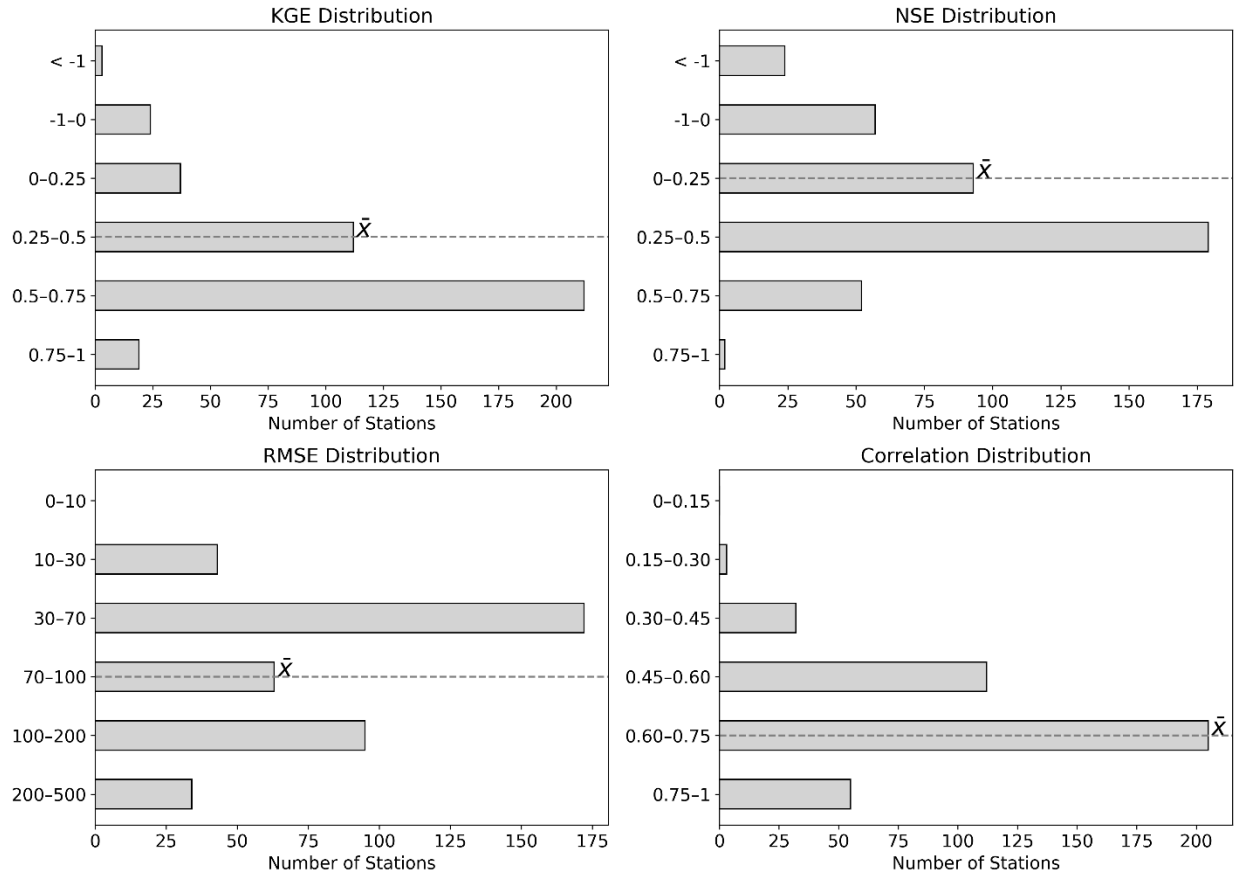 KGE Distribution
< -1
-1–0
0–0.25
0.25–0.5
0.5–0.75
0.75–1
x̄
0 25 50 75 100 125 150 175 200
Number of Stations
NSE Distribution
< -1
-1–0
0–0.25
0.25–0.5
0.5–0.75
0.75–1
x̄
0 25 50 75 100 125 150 175
Number of Stations
RMSE Distribution
0–10
10–30
30–70
70–100
100–200
200–500
x̄
0 25 50 75 100 125 150 175
Number of Stations
Correlation Distribution
0–0.15
0.15–0.30
0.30–0.45
0.45–0.60
0.60–0.75
0.75–1
x̄
0 25 50 75 100 125 150 175 200
Number of Stations